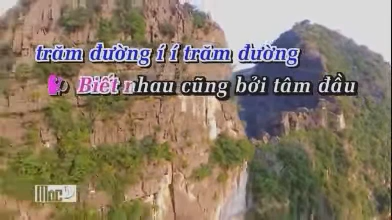 trăm đường í í trăm đường
Biết nhau cũng bởi tâm đầu